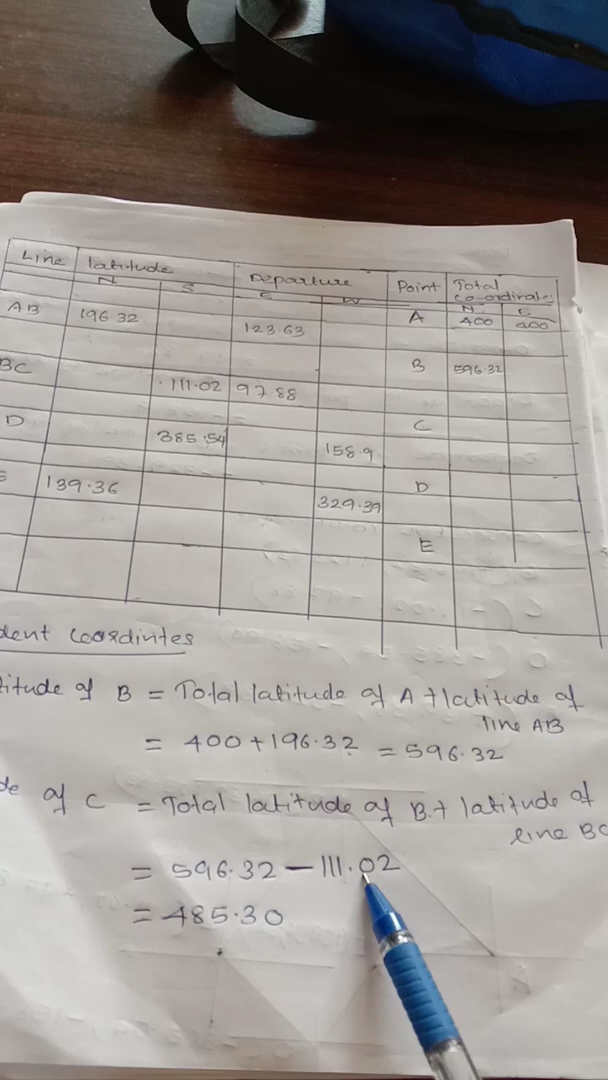 Line latitude Departure Point Total co-ordinates
N S E W N E
AB 196.32 123.63 A 400 400
B 596.32
BC 111.02 97.88
C
D 385.54 158.9
D
139.36 329.39
E
dent coordintes
titude of B = Total latitude of A + latitude of line AB
= 400 + 196.32 = 596.32
de of C = Total latitude of B + latitude of line BC
= 596.32 - 111.02
= 485.30